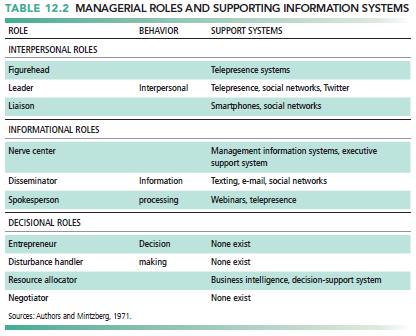 TABLE 12.2 MANAGERIAL ROLES AND SUPPORTING INFORMATION SYSTEMS
ROLE BEHAVIOR SUPPORT SYSTEMS
INTERPERSONAL ROLES
Figurehead Telepresence systems
Leader Interpersonal Telepresence, social networks, Twitter
Liaison Smartphones, social networks
INFORMATIONAL ROLES
Nerve center Management information systems, executive
support system
Disseminator Information Texting, e-mail, social networks
Spokesperson processing Webinars, telepresence
DECISIONAL ROLES
Entrepreneur Decision None exist
Disturbance handler making None exist
Resource allocator Business intelligence, decision-support system
Negotiator None exist
Sources: Authors and Mintzberg, 1971.